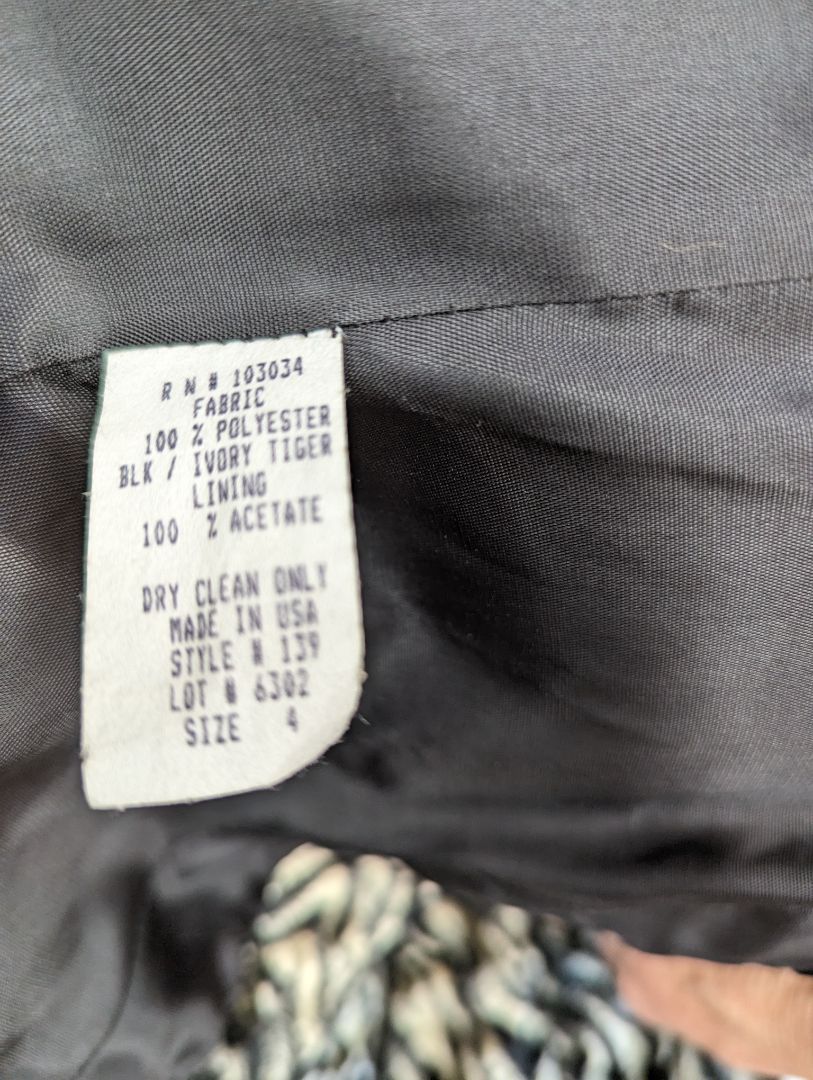 R N # 103034
FABRIC
100 % POLYESTER
BLK / IVORY TIGER
LINING
100 % ACETATE
DRY CLEAN ONLY
MADE IN USA
STYLE # 139
LOT # 6302
SIZE 4